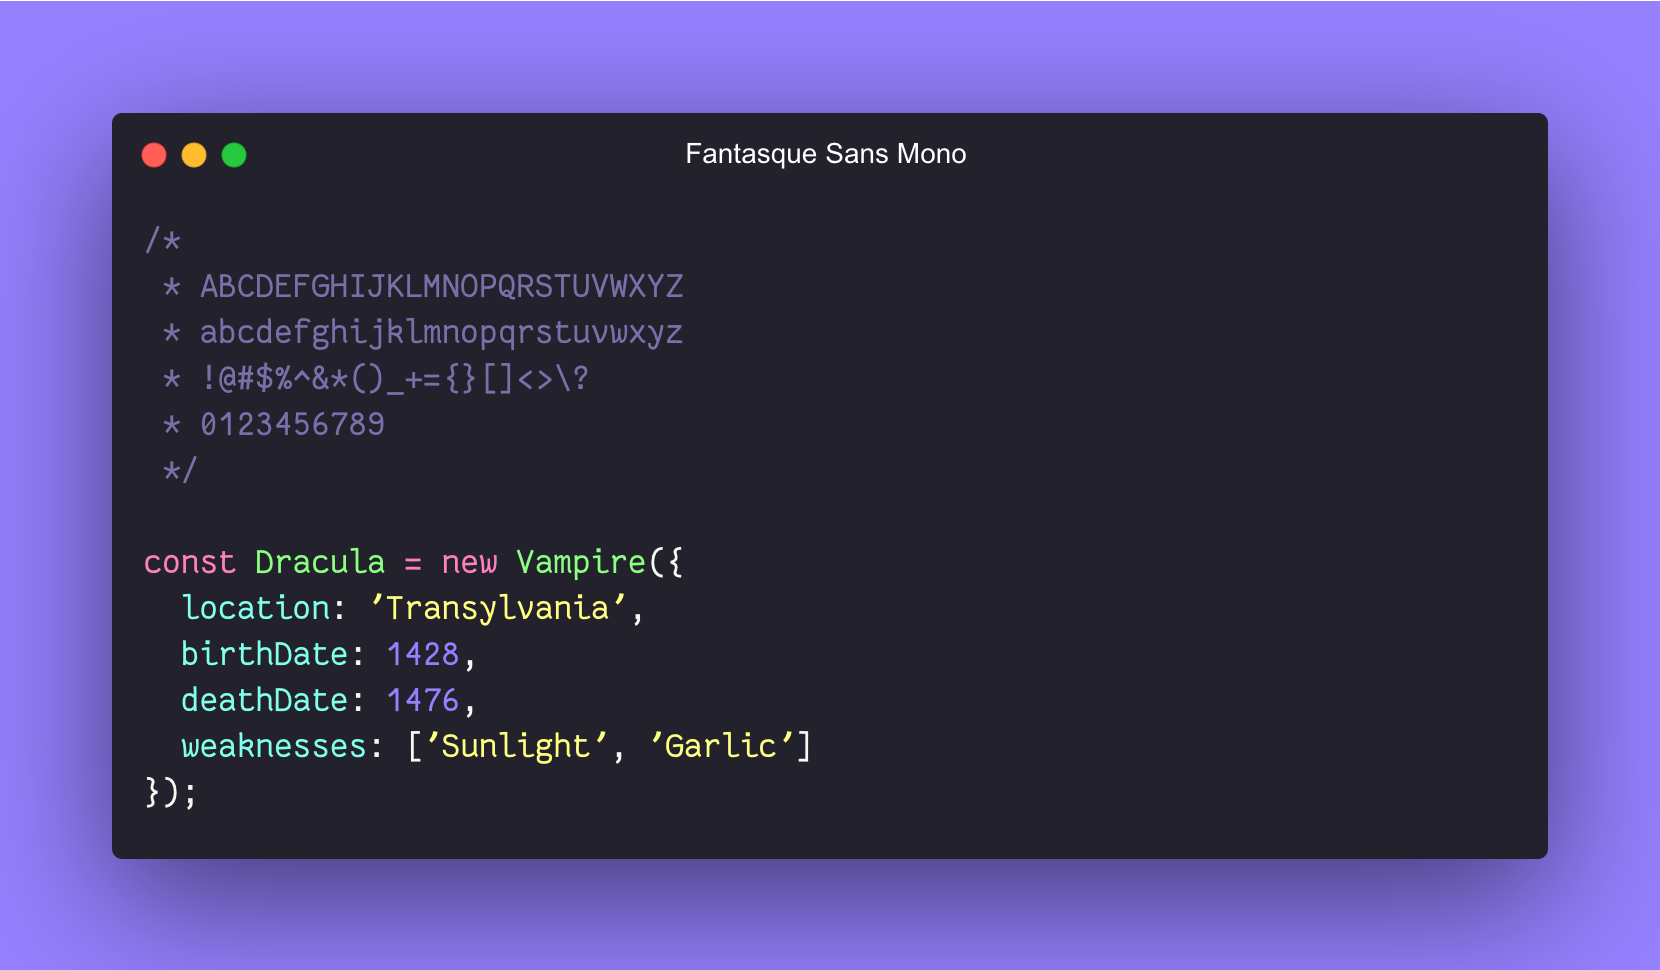 Fantasque Sans Mono
/*
 * ABCDEFGHIJKLMNOPQRSTUVWXYZ
 * abcdefghijklmnopqrstuvwxyz
 * !@#$%^&*()_+={}[]<>\?
 * 0123456789
 */
const Dracula = new Vampire({
  location: 'Transylvania',
  birthDate: 1428,
  deathDate: 1476,
  weaknesses: ['Sunlight', 'Garlic']
});